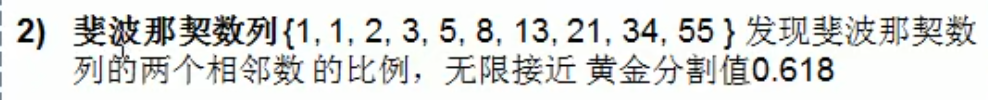 2) 斐波那契数列{1, 1, 2, 3, 5, 8, 13, 21, 34, 55 } 发现斐波那契数
列的两个相邻数 的比例，无限接近 黄金分割值0.618